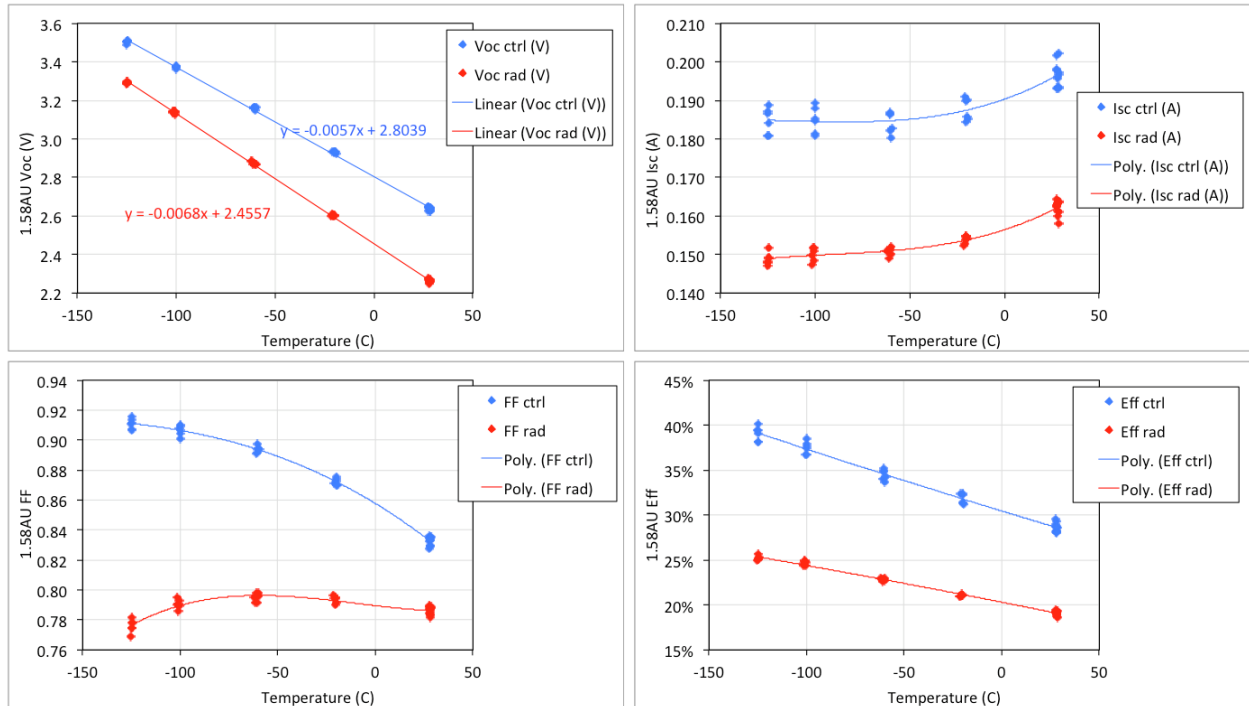 3.6
3.4
3.2
3.0
2.8
2.6
2.4
2.2
1.58AU Voc (V)
Voc ctrl (V)
Voc rad (V)
Linear (Voc ctrl (V))
Linear (Voc rad (V))
y = -0.0057x + 2.8039
y = -0.0068x + 2.4557
-150 -100 -50 0 50
Temperature (C)
0.210
0.200
0.190
0.180
0.170
0.160
0.150
0.140
1.58AU Isc (A)
Isc ctrl (A)
Isc rad (A)
Poly. (Isc ctrl (A))
Poly. (Isc rad (A))
-150 -100 -50 0 50
Temperature (C)
0.94
0.92
0.90
0.88
0.86
0.84
0.82
0.80
0.78
0.76
1.58AU FF
FF ctrl
FF rad
Poly. (FF ctrl)
Poly. (FF rad)
-150 -100 -50 0 50
Temperature (C)
45%
40%
35%
30%
25%
20%
15%
1.58AU Eff
Eff ctrl
Eff rad
Poly. (Eff ctrl)
Poly. (Eff rad)
-150 -100 -50 0 50
Temperature (C)